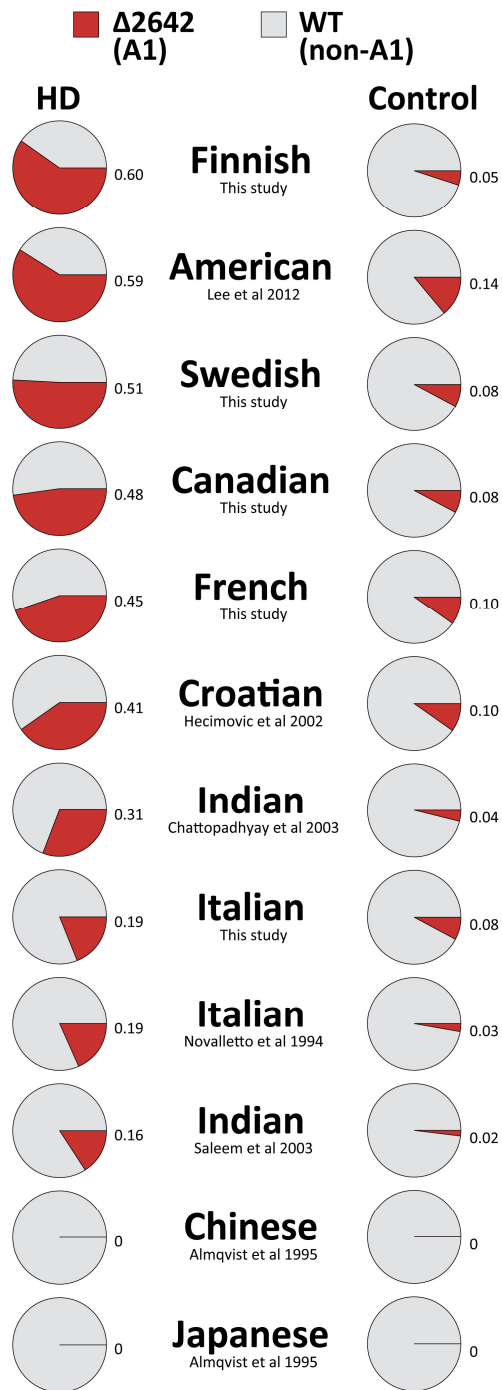 Δ2642
(A1)
WT
(non-A1)
HD
Control
0.60
Finnish
This study
0.05
0.59
American
Lee et al 2012
0.14
0.51
Swedish
This study
0.08
0.48
Canadian
This study
0.08
0.45
French
This study
0.10
0.41
Croatian
Hecimovic et al 2002
0.10
0.31
Indian
Chattopadhyay et al 2003
0.04
0.19
Italian
This study
0.08
0.19
Italian
Novalletto et al 1994
0.03
0.16
Indian
Saleem et al 2003
0.02
0
Chinese
Almqvist et al 1995
0
0
Japanese
Almqvist et al 1995
0